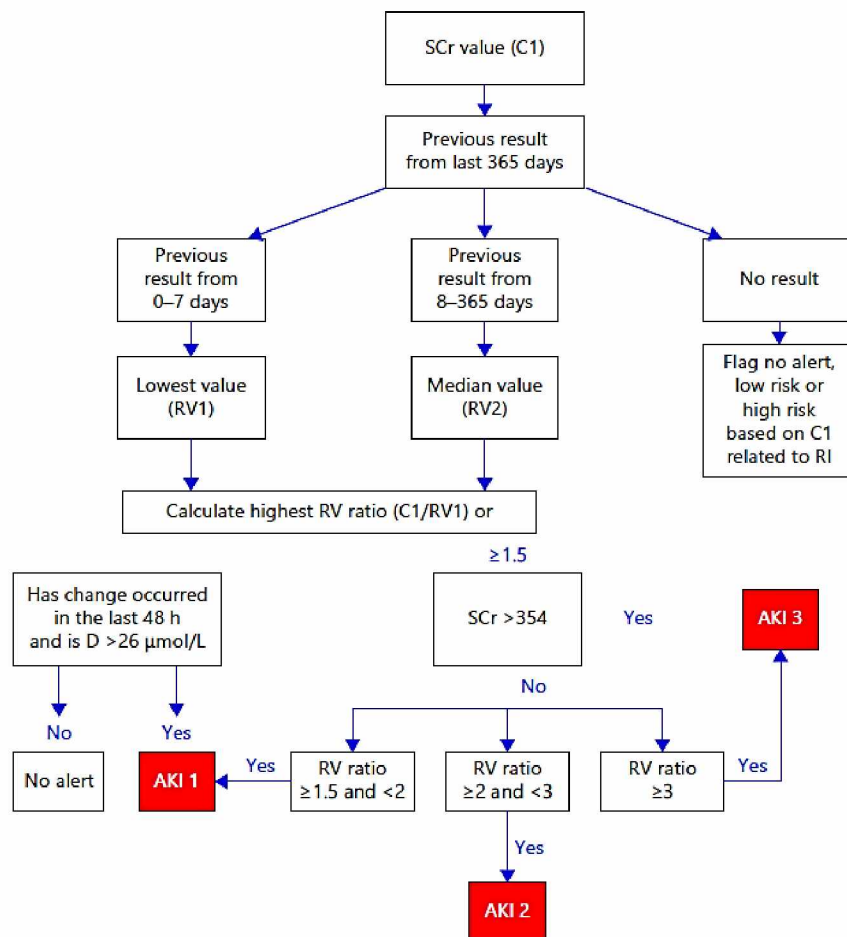 SCr value (C1)
Previous result
from last 365 days
Previous
result from
0–7 days
Previous
result from
8–365 days
No result
Lowest value
(RV1)
Median value
(RV2)
Flag no alert,
low risk or
high risk
based on C1
related to RI
Calculate highest RV ratio (C1/RV1) or
≥1.5
Has change occurred
in the last 48 h
and is D >26 µmol/L
SCr >354
Yes
AKI 3
No
No
Yes
No alert
AKI 1
Yes
RV ratio
≥1.5 and <2
RV ratio
≥2 and <3
RV ratio
≥3
Yes
Yes
AKI 2